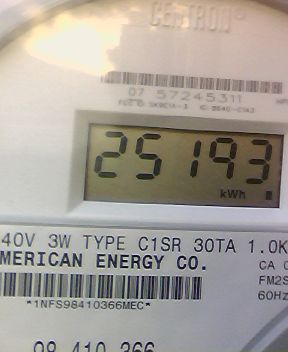 CENTRON®
07 57245311
25193
kWh
40V 3W TYPE C1SR 30TA 1.0K
MERICAN ENERGY CO.
CA
FM2S
60Hz
*1NFS98410366MEC*
98 410 366